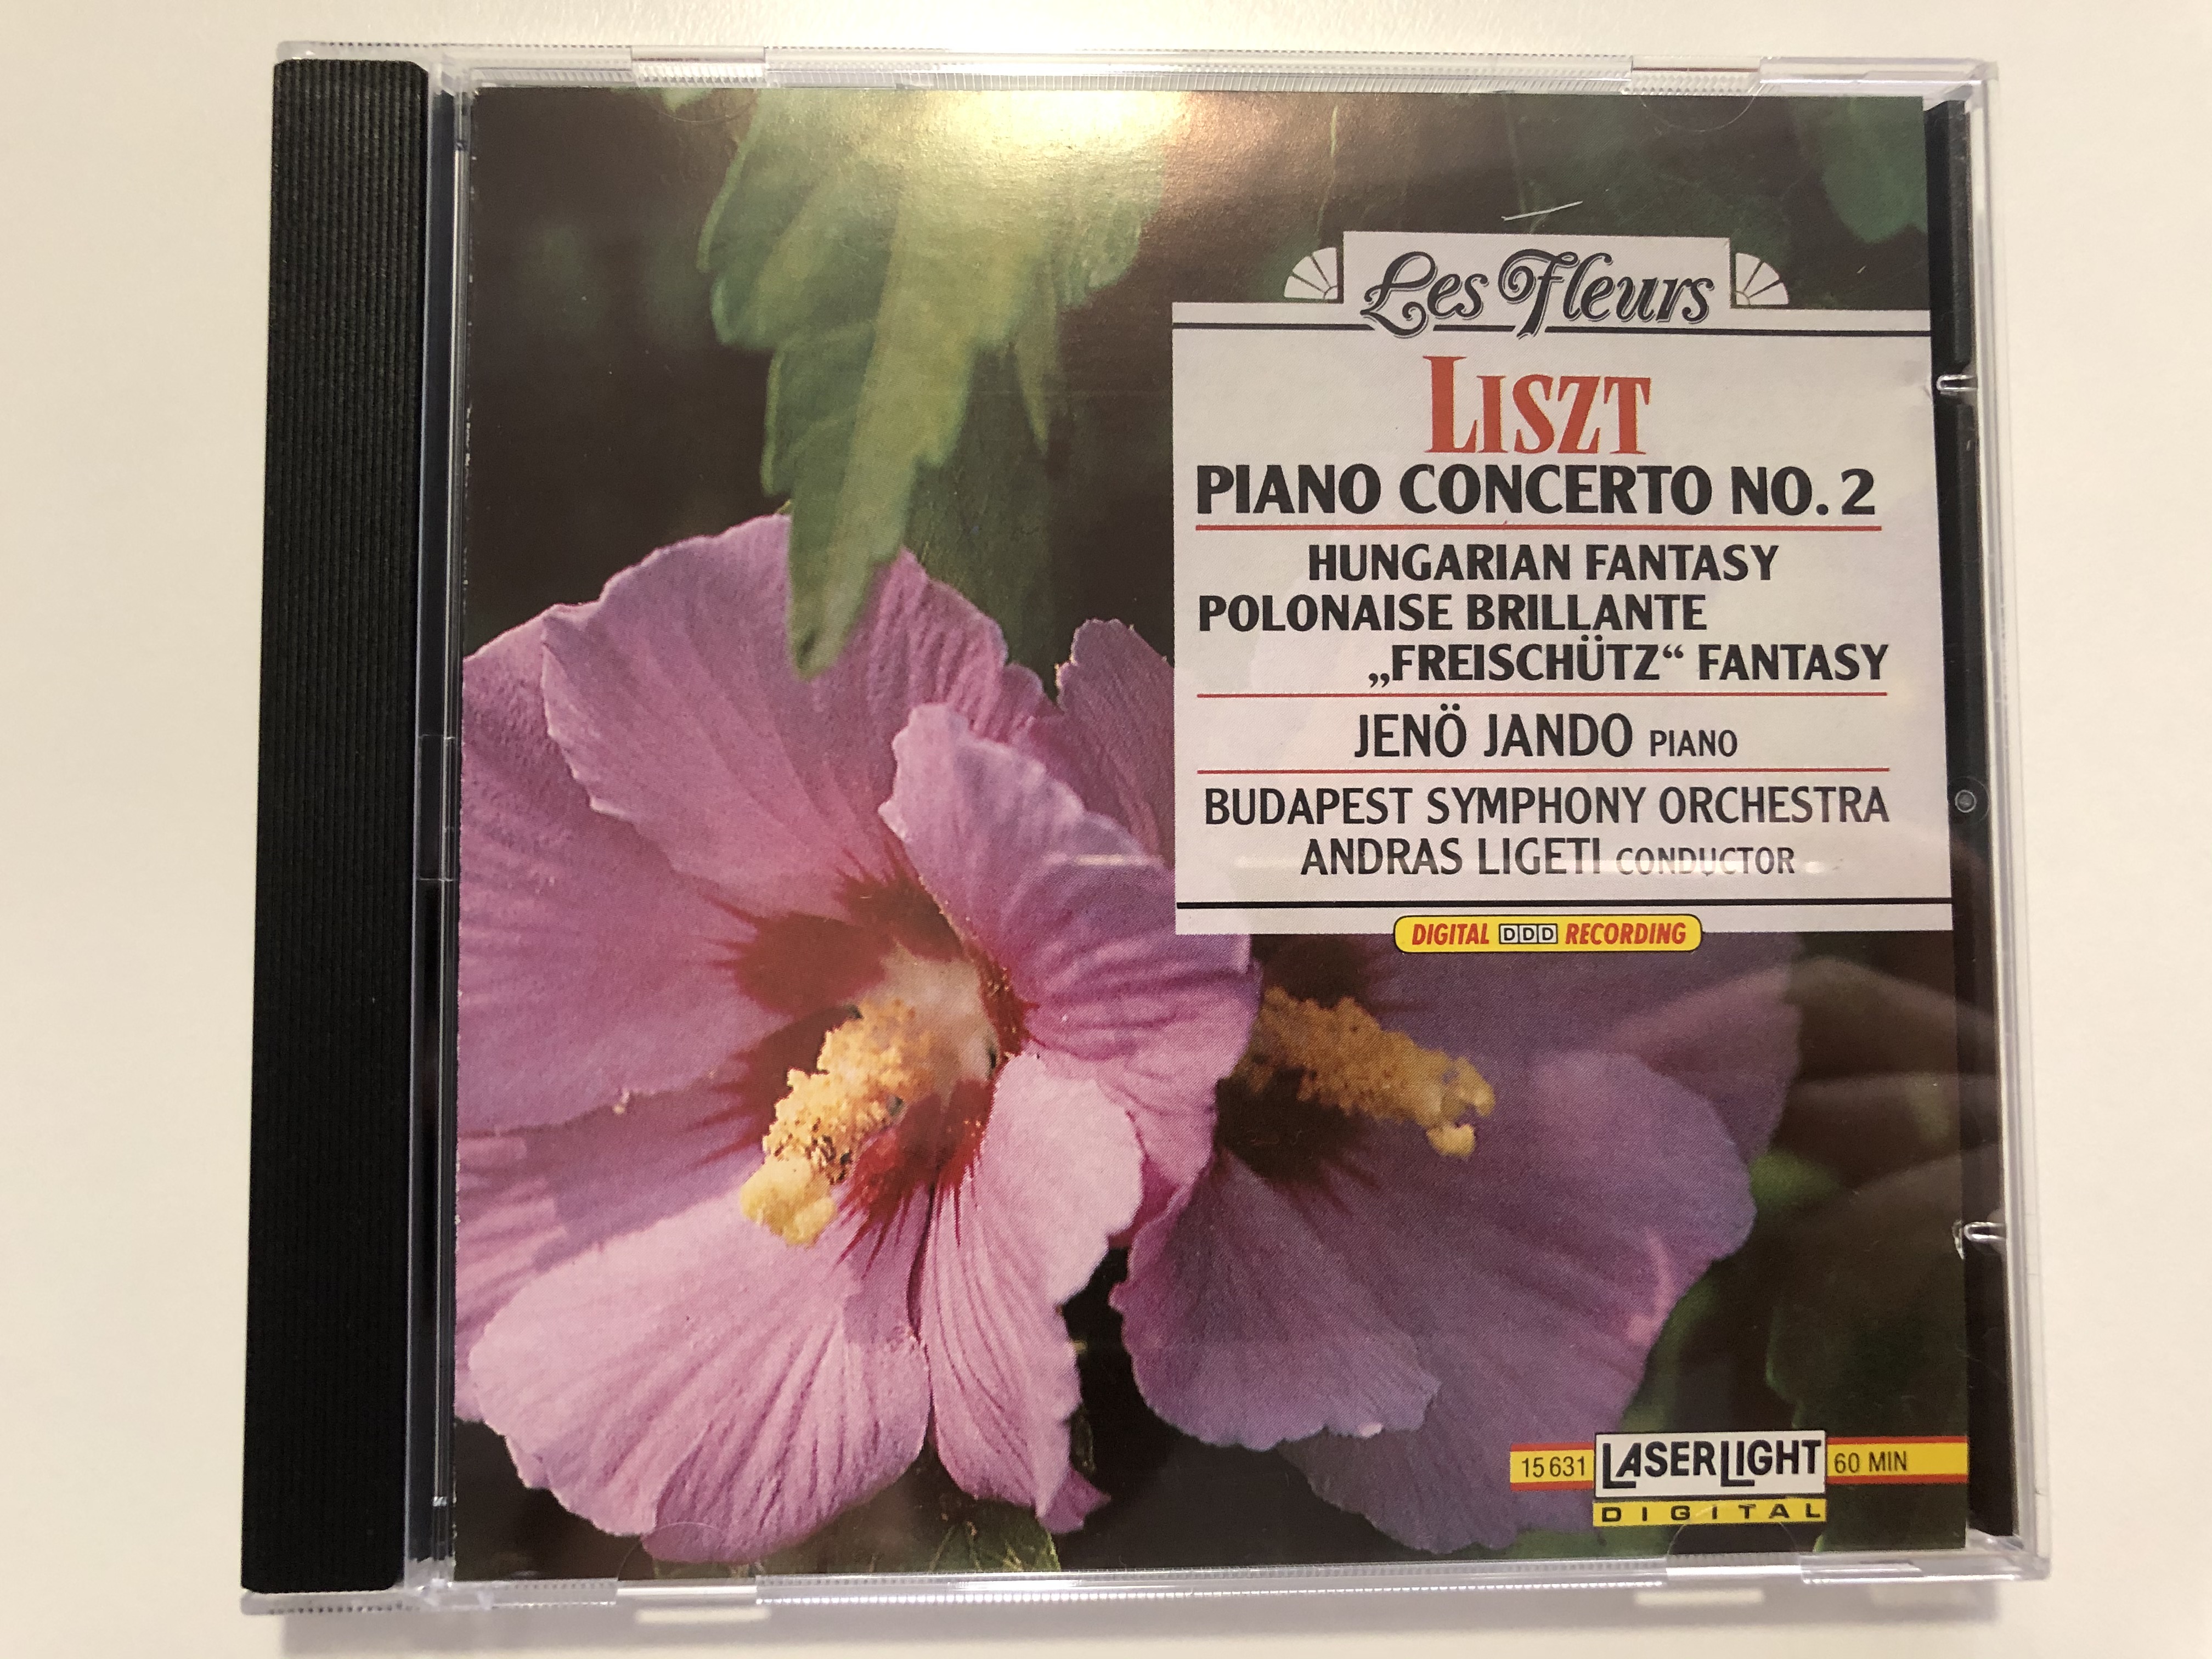 Les Fleurs
LISZT
PIANO CONCERTO NO. 2
HUNGARIAN FANTASY
POLONAISE BRILLANTE
„FREISCHÜTZ“ FANTASY
JENÖ JANDO PIANO
BUDAPEST SYMPHONY ORCHESTRA
ANDRAS LIGETI CONDUCTOR
DIGITAL DDD RECORDING
15 631 LASERLIGHT 60 MIN
DIGITAL